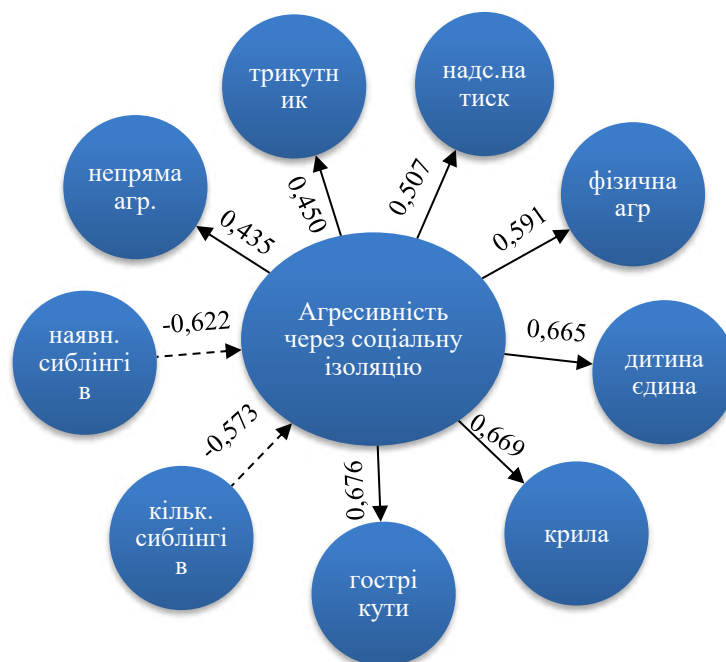 трикутн
ик
надс.на
тиск
непряма
агр.
0,450
0,507
фізична
агр
0,435
0,591
наявн.
сиблінгі
в
-0,622
Агресивність
через соціальну
ізоляцію
0,665
дитина
єдина
-0,573
0,669
кільк.
сиблінгі
в
0,676
крила
гострі
кути